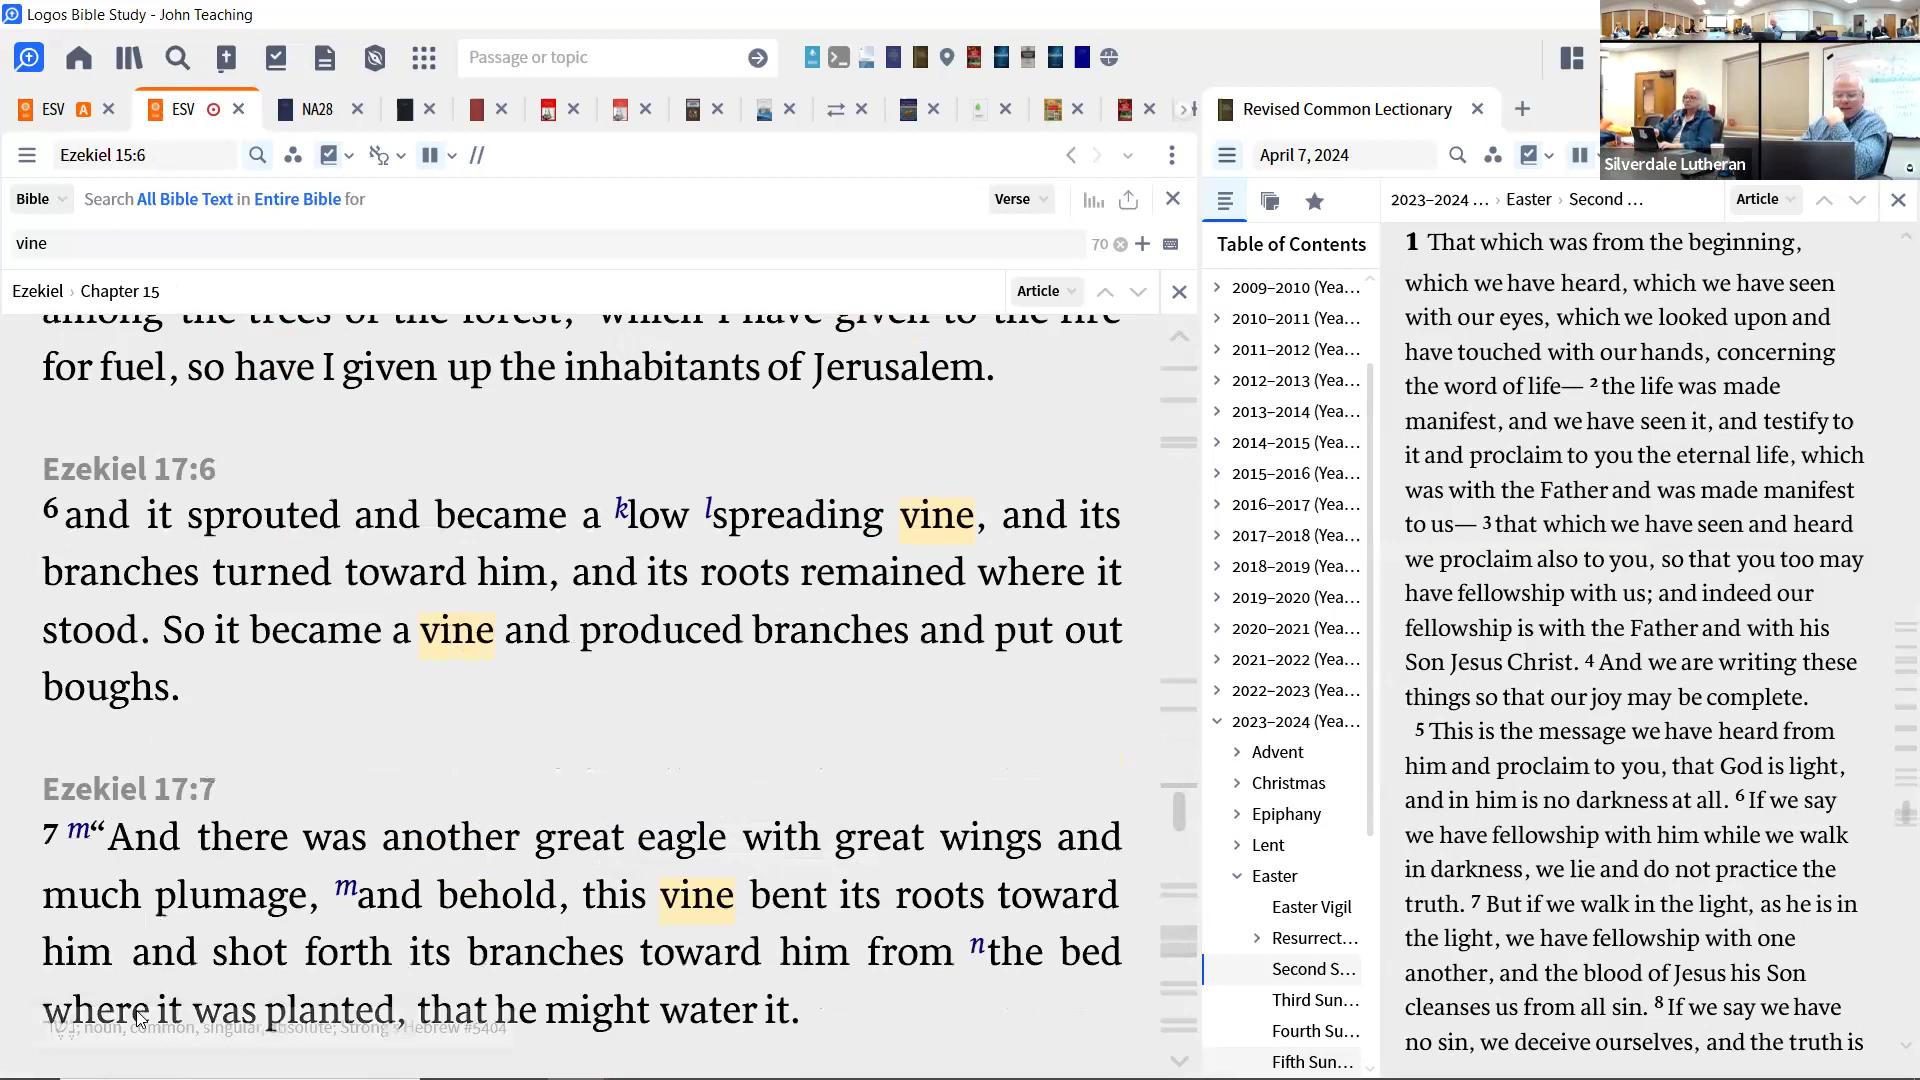 Logos Bible Study - John Teaching
Passage or topic
ESV A
ESV
NA28
Revised Common Lectionary
Ezekiel 15:6
April 7, 2024
Silverdale Lutheran
Bible
Search All Bible Text in Entire Bible for
Verse
vine
70
Ezekiel › Chapter 15
Article
among the trees of the forest, which I have given to the fire
for fuel, so have I given up the inhabitants of Jerusalem.
Ezekiel 17:6
6 and it sprouted and became a k low l spreading vine, and its
branches turned toward him, and its roots remained where it
stood. So it became a vine and produced branches and put out
boughs.
Ezekiel 17:7
7 m “And there was another great eagle with great wings and
much plumage, m and behold, this vine bent its roots toward
him and shot forth its branches toward him from n the bed
where it was planted, that he might water it.
; noun, common, singular, absolute; Strong's Hebrew #5404
2023–2024 ... › Easter › Second ...
Article
Table of Contents
2009–2010 (Yea...
2010–2011 (Yea...
2011–2012 (Yea...
2012–2013 (Yea...
2013–2014 (Yea...
2014–2015 (Yea...
2015–2016 (Yea...
2016–2017 (Yea...
2017–2018 (Yea...
2018–2019 (Yea...
2019–2020 (Yea...
2020–2021 (Yea...
2021–2022 (Yea...
2022–2023 (Yea...
2023–2024 (Yea...
Advent
Christmas
Epiphany
Lent
Easter
Easter Vigil
Resurrect...
Second S...
Third Sun...
Fourth Su...
Fifth Sun...
1 That which was from the beginning,
which we have heard, which we have seen
with our eyes, which we looked upon and
have touched with our hands, concerning
the word of life— 2 the life was made
manifest, and we have seen it, and testify to
it and proclaim to you the eternal life, which
was with the Father and was made manifest
to us— 3 that which we have seen and heard
we proclaim also to you, so that you too may
have fellowship with us; and indeed our
fellowship is with the Father and with his
Son Jesus Christ. 4 And we are writing these
things so that our joy may be complete.
5 This is the message we have heard from
him and proclaim to you, that God is light,
and in him is no darkness at all. 6 If we say
we have fellowship with him while we walk
in darkness, we lie and do not practice the
truth. 7 But if we walk in the light, as he is in
the light, we have fellowship with one
another, and the blood of Jesus his Son
cleanses us from all sin. 8 If we say we have
no sin, we deceive ourselves, and the truth is